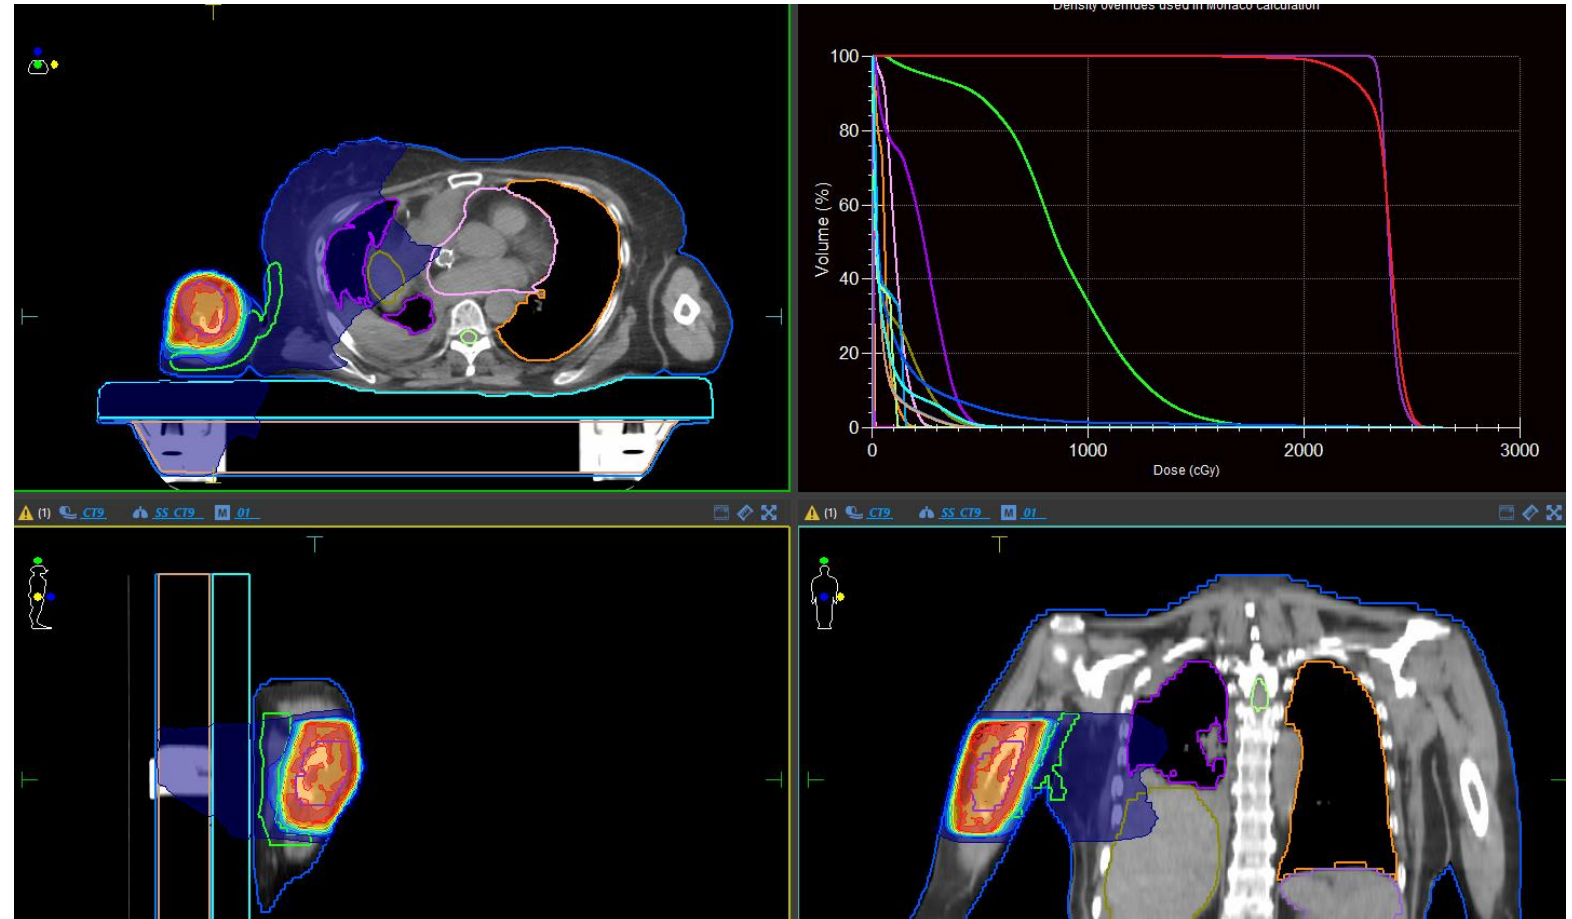 Density overrides used in Monaco calculation
100
80
60
40
20
0
Volume (%)
0 1000 2000 3000
Dose (cGy)
(1) CT9 SS CT9 M 01
(1) CT9 SS CT9 M 01